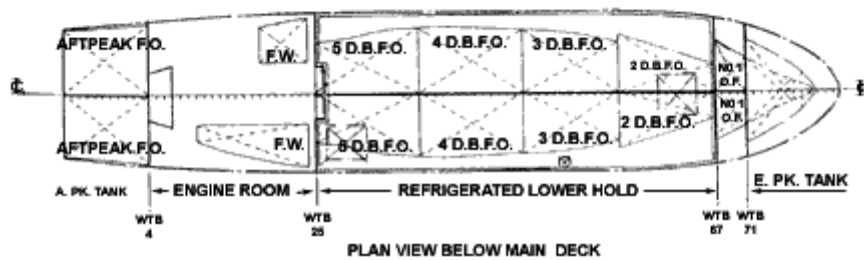 AFTPEAK F.O.
F.W.
5 D.B.F.O.
4 D.B.F.O.
3 D.B.F.O.
2 D.B.F.O.
NO 1
D.F.
NO 1
O.F.
AFTPEAK F.O.
F.W.
6 D.B.F.O.
4 D.B.F.O.
3 D.B.F.O.
2 D.B.F.O.
A. PK. TANK
ENGINE ROOM
REFRIGERATED LOWER HOLD
E. PK. TANK
WTB
4
WTB
25
WTB
67
WTB
71
PLAN VIEW BELOW MAIN DECK